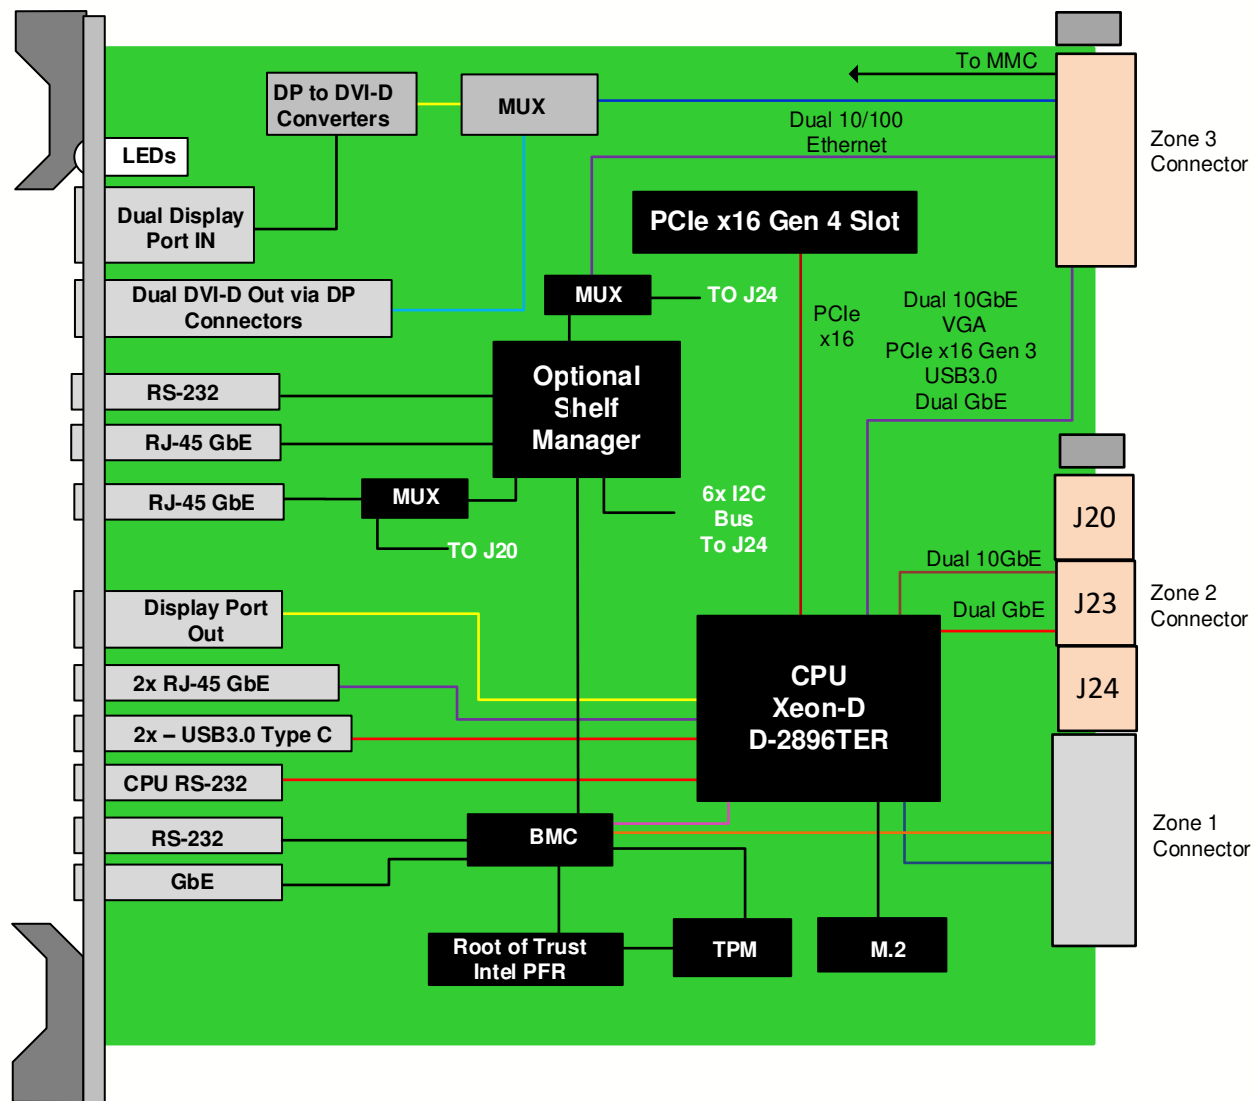 To MMC
DP to DVI-D
Converters
MUX
Dual 10/100
Ethernet
Zone 3
Connector
LEDs
Dual Display
Port IN
PCIe x16 Gen 4 Slot
Dual DVI-D Out via DP
Connectors
MUX
TO J24
PCIe
x16
Dual 10GbE
VGA
PCIe x16 Gen 3
USB3.0
Dual GbE
Optional
Shelf
Manager
RS-232
RJ-45 GbE
RJ-45 GbE
MUX
TO J20
6x I2C
Bus
To J24
J20
Dual 10GbE
J23
Dual GbE
Zone 2
Connector
J24
Display Port
Out
2x RJ-45 GbE
2x – USB3.0 Type C
CPU RS-232
CPU
Xeon-D
D-2896TER
RS-232
GbE
BMC
Zone 1
Connector
Root of Trust
Intel PFR
TPM
M.2